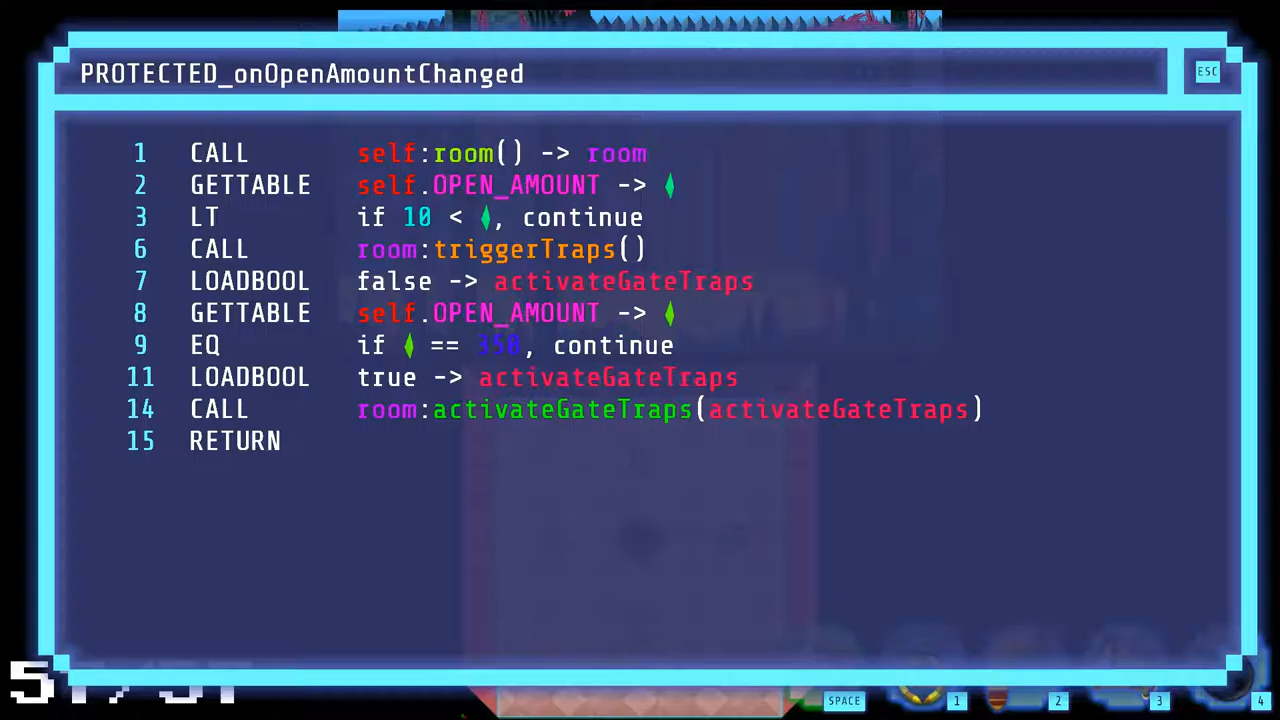 PROTECTED_onOpenAmountChanged
ESC
1 CALL self:room() -> room
2 GETTABLE self.OPEN_AMOUNT -> ♦
3 LT if 10 < ♦, continue
6 CALL room:triggerTraps()
7 LOADBOOL false -> activateGateTraps
8 GETTABLE self.OPEN_AMOUNT -> ♦
9 EQ if ♦ == 350, continue
11 LOADBOOL true -> activateGateTraps
14 CALL room:activateGateTraps(activateGateTraps)
15 RETURN
SPACE 1 2 3 4